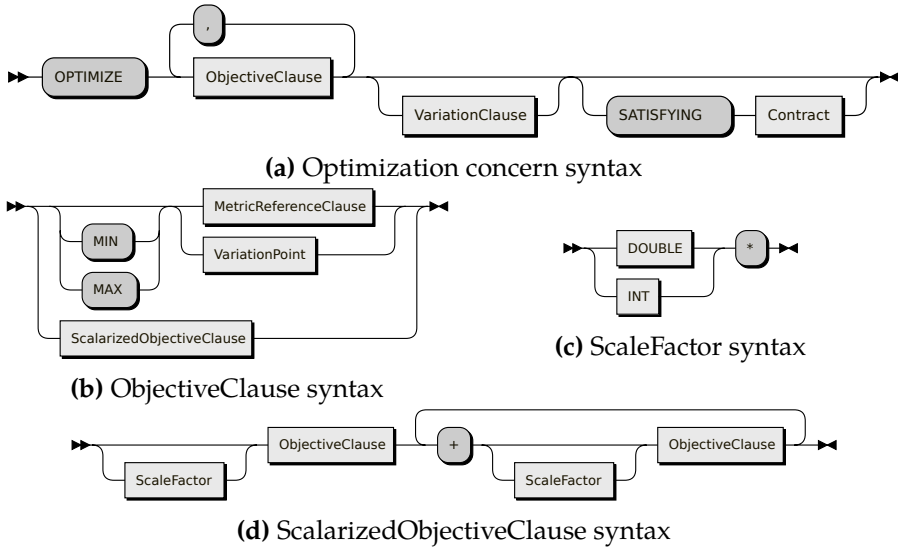 ,
OPTIMIZE ObjectiveClause
VariationClause SATISFYING Contract
(a) Optimization concern syntax
MetricReferenceClause
MIN VariationPoint
MAX
ScalarizedObjectiveClause
(b) ObjectiveClause syntax
DOUBLE *
INT
(c) ScaleFactor syntax
ObjectiveClause + ObjectiveClause
ScaleFactor ScaleFactor
(d) ScalarizedObjectiveClause syntax